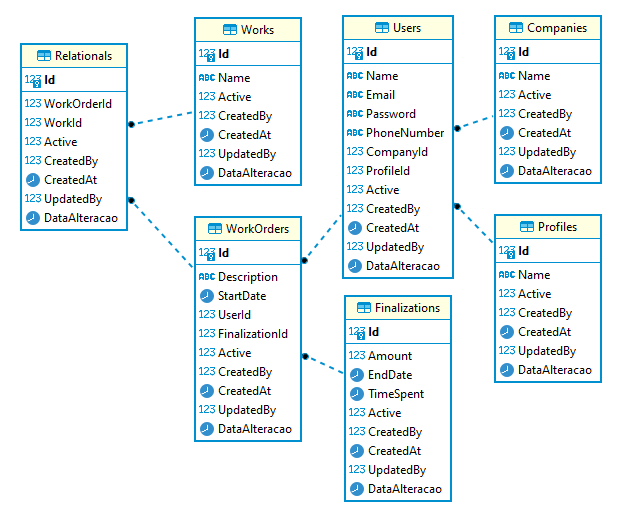 Relationals
123 Id
123 WorkOrderId
123 WorkId
123 Active
123 CreatedBy
CreatedAt
123 UpdatedBy
DataAlteracao
Works
123 Id
ABC Name
123 Active
123 CreatedBy
CreatedAt
123 UpdatedBy
DataAlteracao
Users
123 Id
ABC Name
ABC Email
ABC Password
ABC PhoneNumber
123 CompanyId
123 ProfileId
123 Active
123 CreatedBy
CreatedAt
123 UpdatedBy
DataAlteracao
Companies
123 Id
ABC Name
123 Active
123 CreatedBy
CreatedAt
123 UpdatedBy
DataAlteracao
WorkOrders
123 Id
ABC Description
StartDate
123 UserId
123 FinalizationId
123 Active
123 CreatedBy
CreatedAt
123 UpdatedBy
DataAlteracao
Finalizations
123 Id
123 Amount
EndDate
TimeSpent
123 Active
123 CreatedBy
CreatedAt
123 UpdatedBy
DataAlteracao
Profiles
123 Id
ABC Name
123 Active
123 CreatedBy
CreatedAt
123 UpdatedBy
DataAlteracao